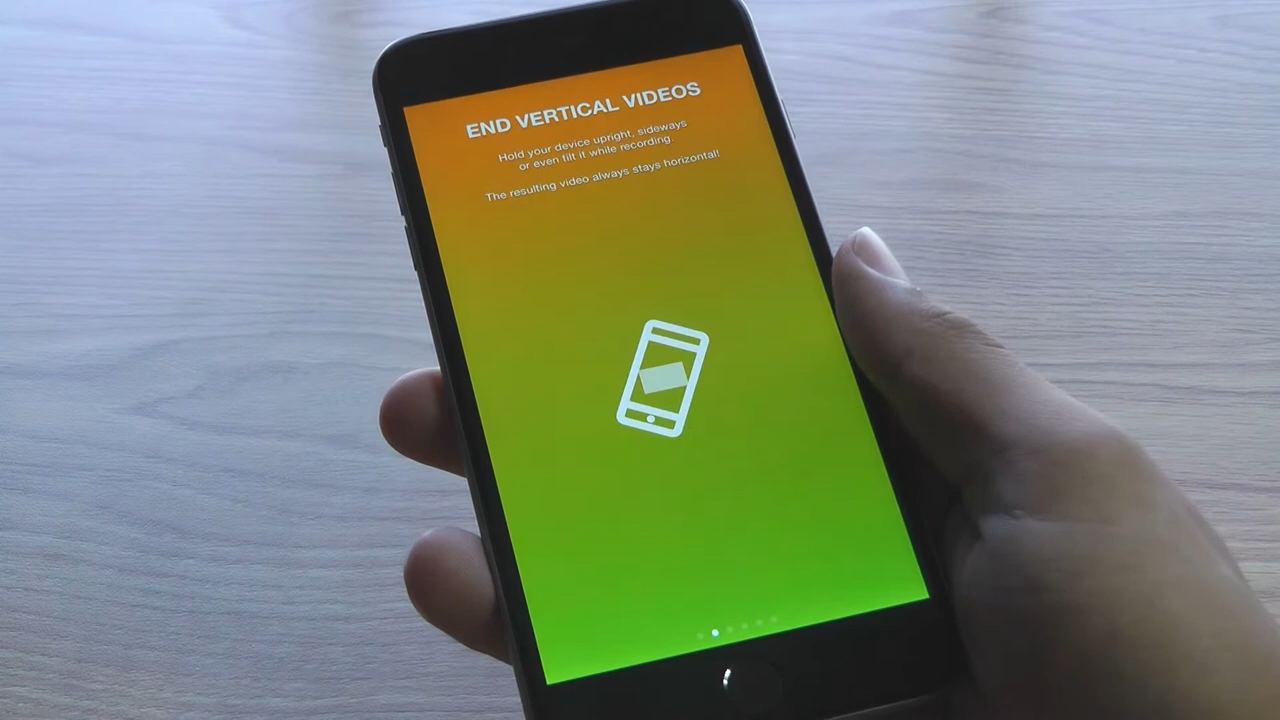 END VERTICAL VIDEOS
Hold your device upright, sideways
or even tilt it while recording.
The resulting video always stays horizontal!